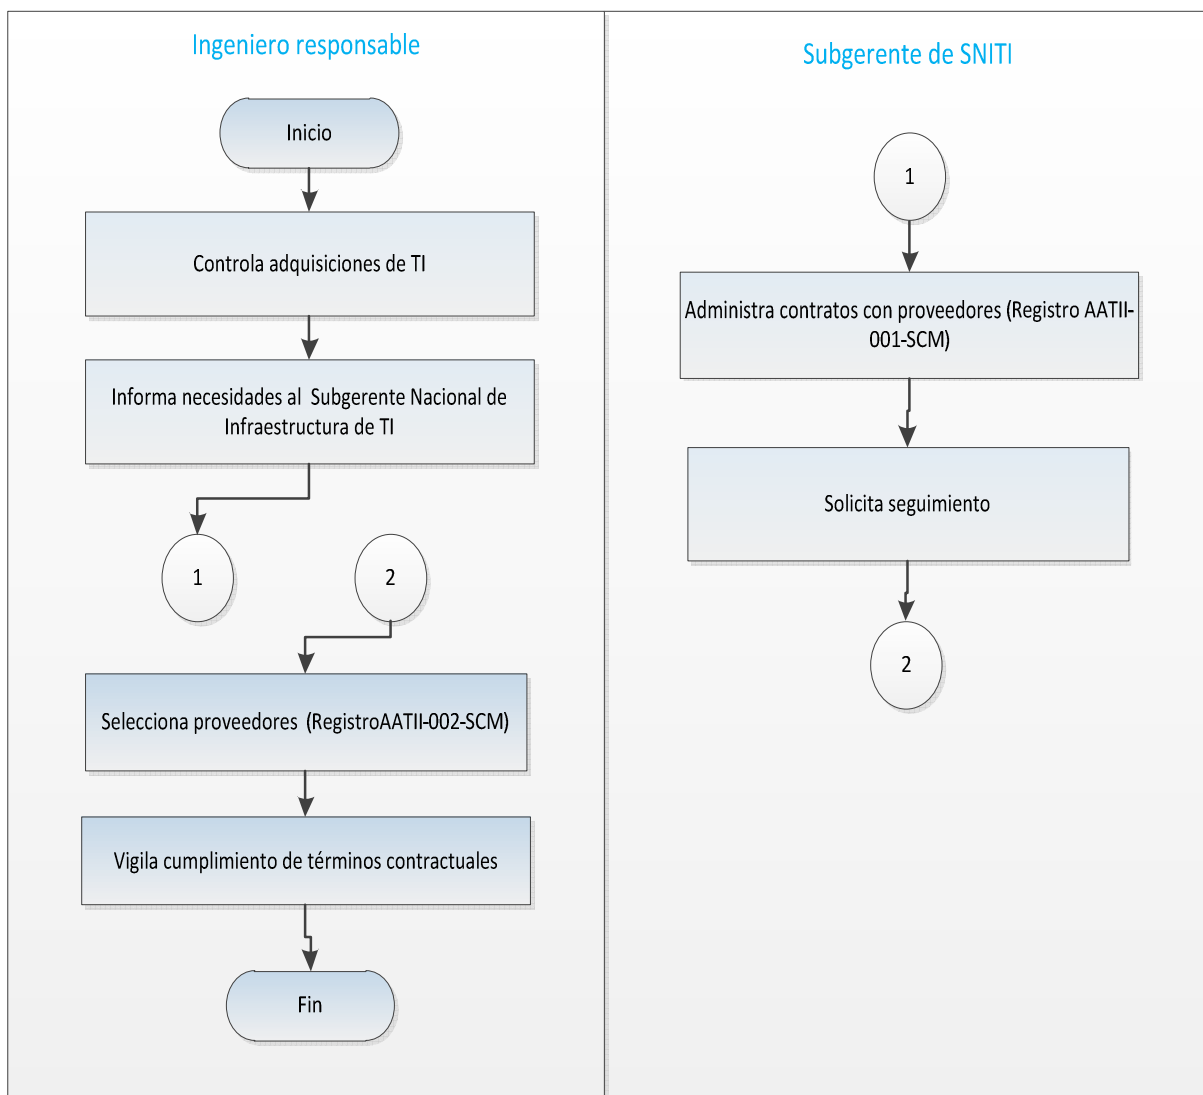 Ingeniero responsable
Inicio
Controla adquisiciones de TI
Informa necesidades al  Subgerente Nacional de
Infraestructura de TI
1
2
Selecciona proveedores  (RegistroAATII-002-SCM)
Vigila cumplimiento de términos contractuales
Fin
Subgerente de SNITI
1
Administra contratos con proveedores (Registro AATII-
001-SCM)
Solicita seguimiento
2